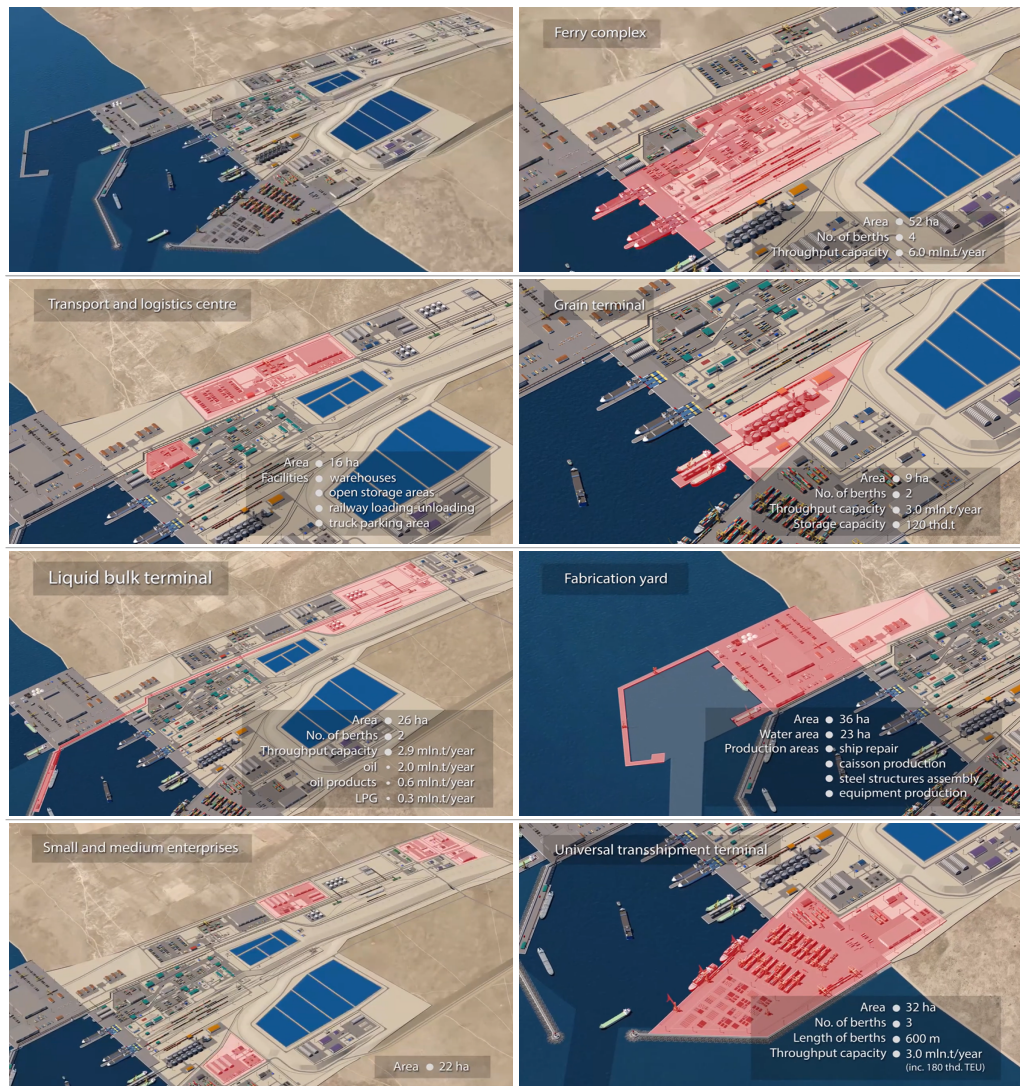 Ferry complex
Area 52 ha
No. of berths 4
Throughput capacity 6.0 mln.t/year
Transport and logistics centre
Area 16 ha
Facilities warehouses
open storage areas
railway loading-unloading
truck parking area
Grain terminal
Area 9 ha
No. of berths 2
Throughput capacity 3.0 mln.t/year
Storage capacity 120 thd.t
Liquid bulk terminal
Area 26 ha
No. of berths 2
Throughput capacity 2.9 mln.t/year
oil 2.0 mln.t/year
oil products 0.6 mln.t/year
LPG 0.3 mln.t/year
Fabrication yard
Area 36 ha
Water area 23 ha
Production areas ship repair
caisson production
steel structures assembly
equipment production
Small and medium enterprises
Area 22 ha
Universal transshipment terminal
Area 32 ha
No. of berths 3
Length of berths 600 m
Throughput capacity 3.0 mln.t/year
(inc. 180 thd. TEU)